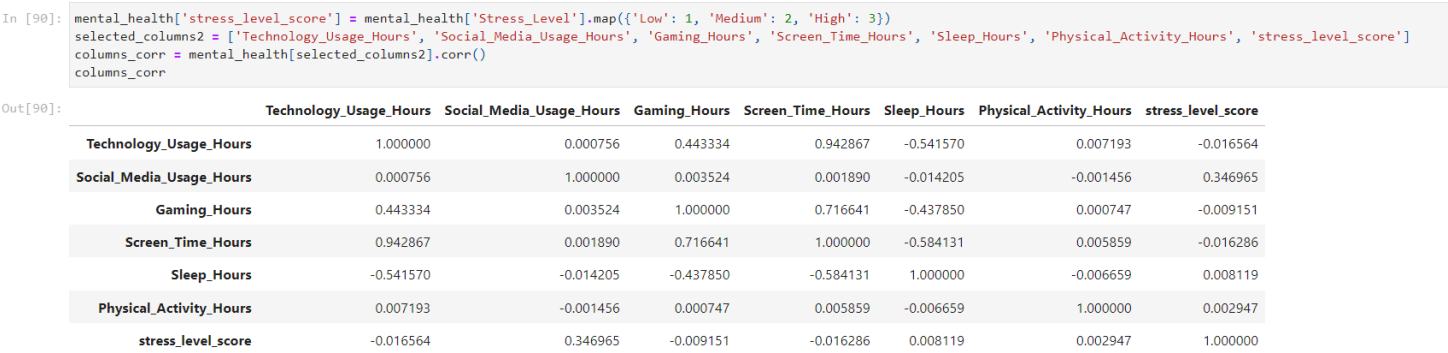 In [90]: mental_health['stress_level_score'] = mental_health['Stress_Level'].map({'Low': 1, 'Medium': 2, 'High': 3})
selected_columns2 = ['Technology_Usage_Hours', 'Social_Media_Usage_Hours', 'Gaming_Hours', 'Screen_Time_Hours', 'Sleep_Hours', 'Physical_Activity_Hours', 'stress_level_score']
columns_corr = mental_health[selected_columns2].corr()
columns_corr
Out[90]: Technology_Usage_Hours Social_Media_Usage_Hours Gaming_Hours Screen_Time_Hours Sleep_Hours Physical_Activity_Hours stress_level_score
Technology_Usage_Hours 1.000000 0.000756 0.443334 0.942867 -0.541570 0.007193 -0.016564
Social_Media_Usage_Hours 0.000756 1.000000 0.003524 0.001890 -0.014205 -0.001456 0.346965
Gaming_Hours 0.443334 0.003524 1.000000 0.716641 -0.437850 0.000747 -0.009151
Screen_Time_Hours 0.942867 0.001890 0.716641 1.000000 -0.584131 0.005859 -0.016286
Sleep_Hours -0.541570 -0.014205 -0.437850 -0.584131 1.000000 -0.006659 0.008119
Physical_Activity_Hours 0.007193 -0.001456 0.000747 0.005859 -0.006659 1.000000 0.002947
stress_level_score -0.016564 0.346965 -0.009151 -0.016286 0.008119 0.002947 1.000000